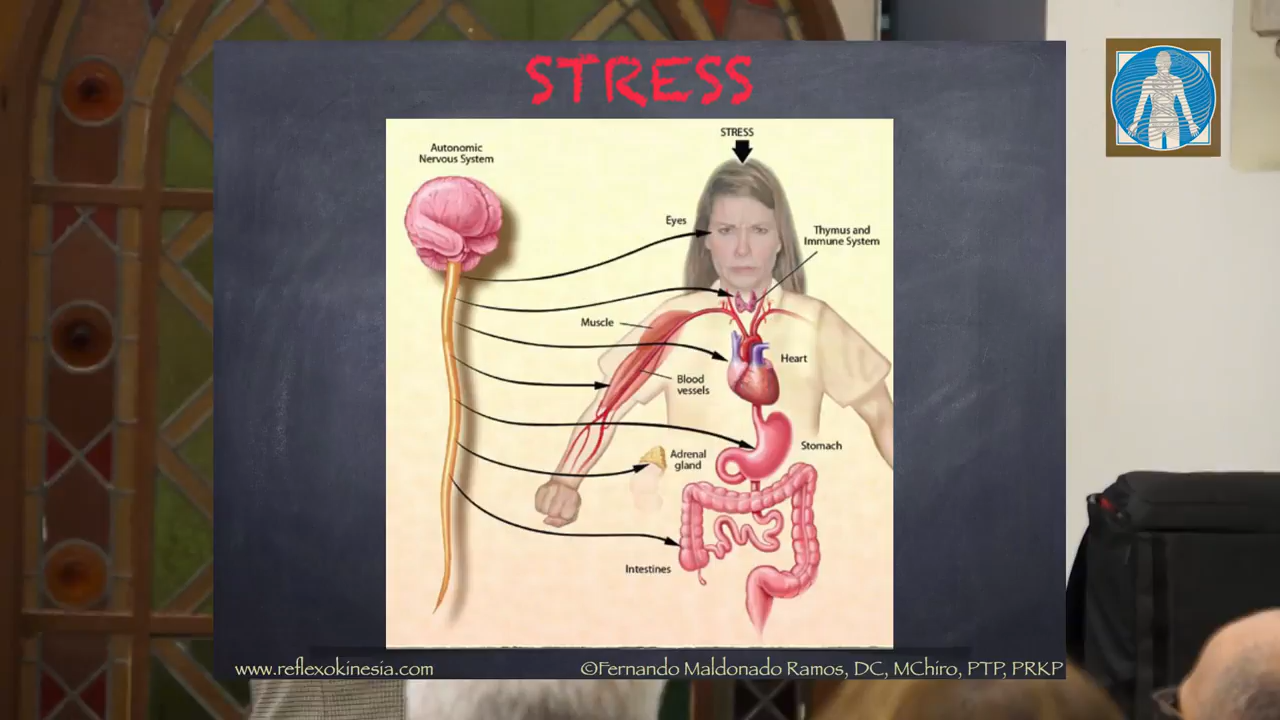 STRESS
STRESS
Autonomic
Nervous System
Eyes
Thymus and
Immune System
Muscle
Heart
Blood
vessels
Stomach
Adrenal
gland
Intestines
www.reflexokinesia.com
©Fernando Maldonado Ramos, DC, MChiro, PTP, PRKP